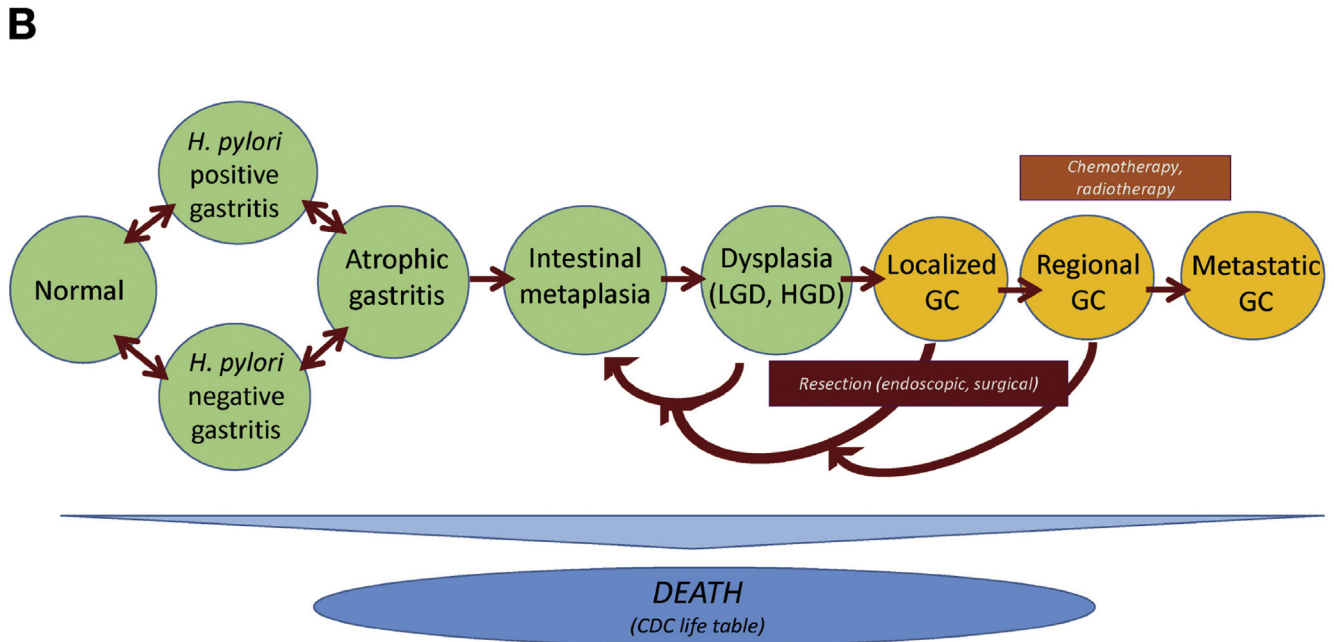 B
H. pylori
positive
gastritis
Normal
H. pylori
negative
gastritis
Atrophic
gastritis
Intestinal
metaplasia
Dysplasia
(LGD, HGD)
Localized
GC
Regional
GC
Metastatic
GC
Chemotherapy,
radiotherapy
Resection (endoscopic, surgical)
DEATH
(CDC life table)